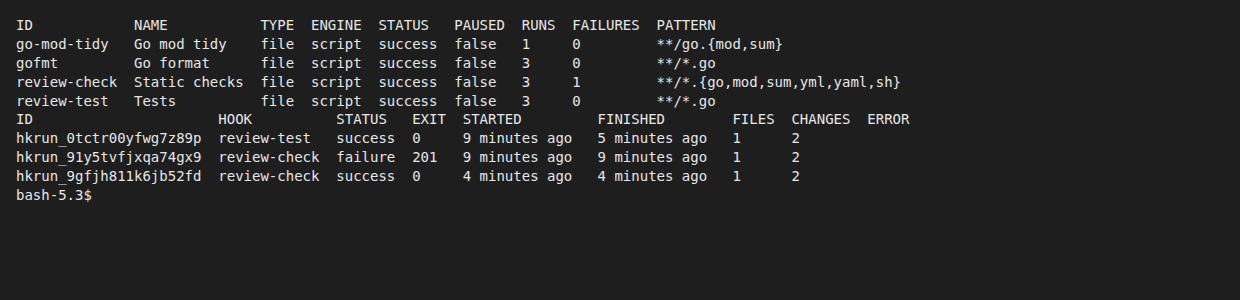 ID            NAME           TYPE  ENGINE  STATUS   PAUSED  RUNS  FAILURES  PATTERN
go-mod-tidy   Go mod tidy    file  script  success  false   1     0         **/go.{mod,sum}
gofmt         Go format      file  script  success  false   3     0         **/*.go
review-check  Static checks  file  script  success  false   3     1         **/*.{go,mod,sum,yml,yaml,sh}
review-test   Tests          file  script  success  false   3     0         **/*.go
ID                      HOOK          STATUS   EXIT  STARTED         FINISHED        FILES  CHANGES  ERROR
hkrun_0tctr00yfwg7z89p  review-test   success  0     9 minutes ago   5 minutes ago   1      2
hkrun_91y5tvfjxqa74gx9  review-check  failure  201   9 minutes ago   9 minutes ago   1      2
hkrun_9gfjh811k6jb52fd  review-check  success  0     4 minutes ago   4 minutes ago   1      2
bash-5.3$